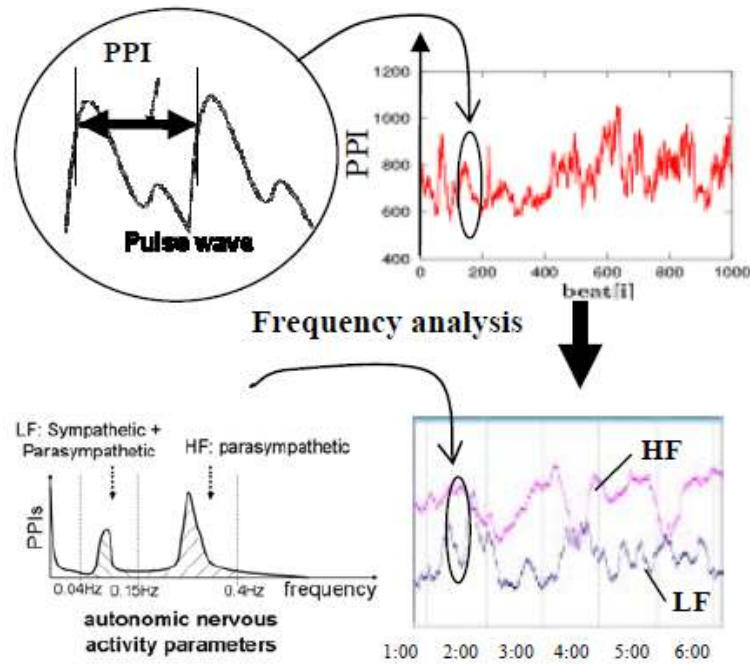 PPI
Pulse wave
PPI
1200
1000
800
600
400
0 200 400 600 800 1000
beat[i]
Frequency analysis
LF: Sympathetic +
Parasympathetic
HF: parasympathetic
PPIs
0.04Hz 0.15Hz 0.4Hz frequency
autonomic nervous
activity parameters
HF
LF
1:00 2:00 3:00 4:00 5:00 6:00